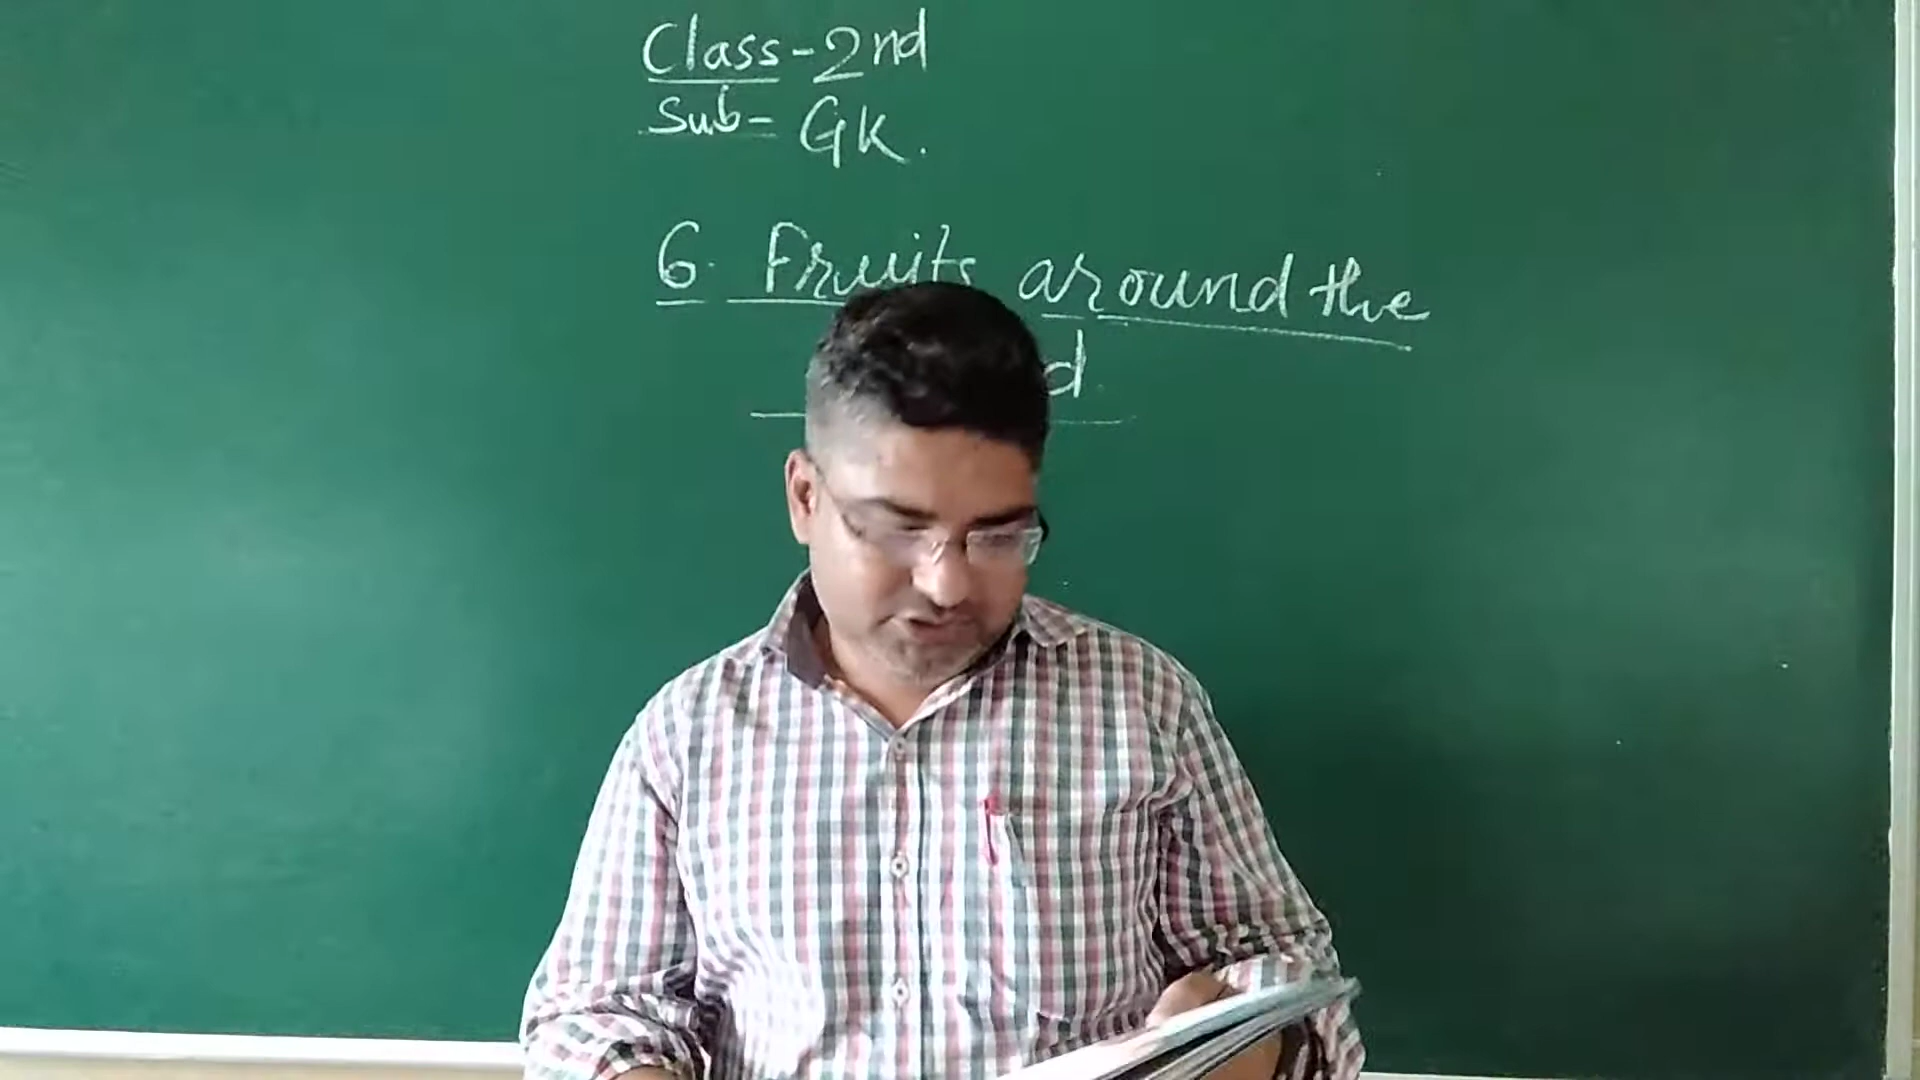 Class-2nd
Sub- GK.
6. Fruits around the